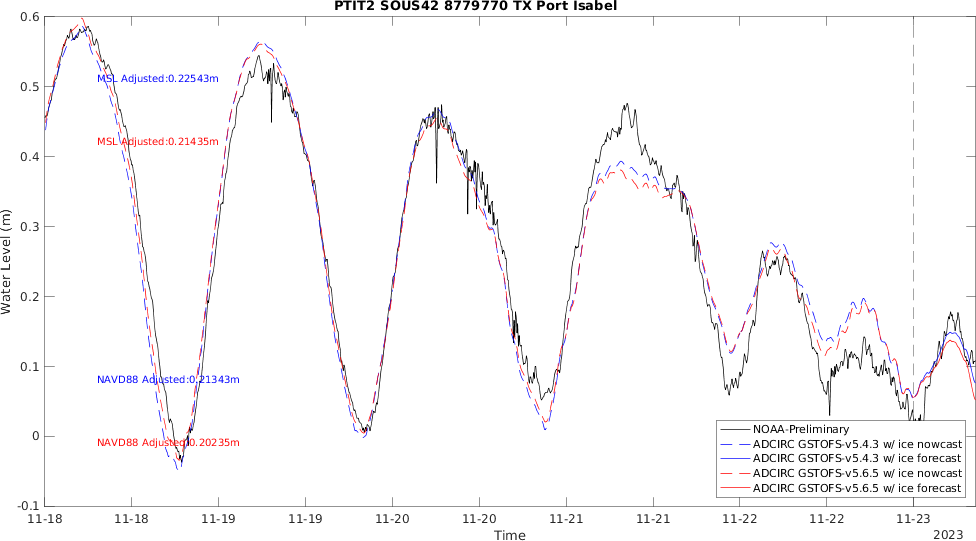 PTIT2 SOUS42 8779770 TX Port Isabel
0.6
0.5
0.4
0.3
0.2
0.1
0
-0.1
Water Level (m)
MSL Adjusted:0.22543m
MSL Adjusted:0.21435m
NAVD88 Adjusted:0.21343m
NAVD88 Adjusted:0.20235m
NOAA-Preliminary
ADCIRC GSTOFS-v5.4.3 w/ ice nowcast
ADCIRC GSTOFS-v5.4.3 w/ ice forecast
ADCIRC GSTOFS-v5.6.5 w/ ice nowcast
ADCIRC GSTOFS-v5.6.5 w/ ice forecast
11-18 11-18 11-19 11-19 11-20 11-20 11-21 11-21 11-22 11-22 11-23
Time
2023